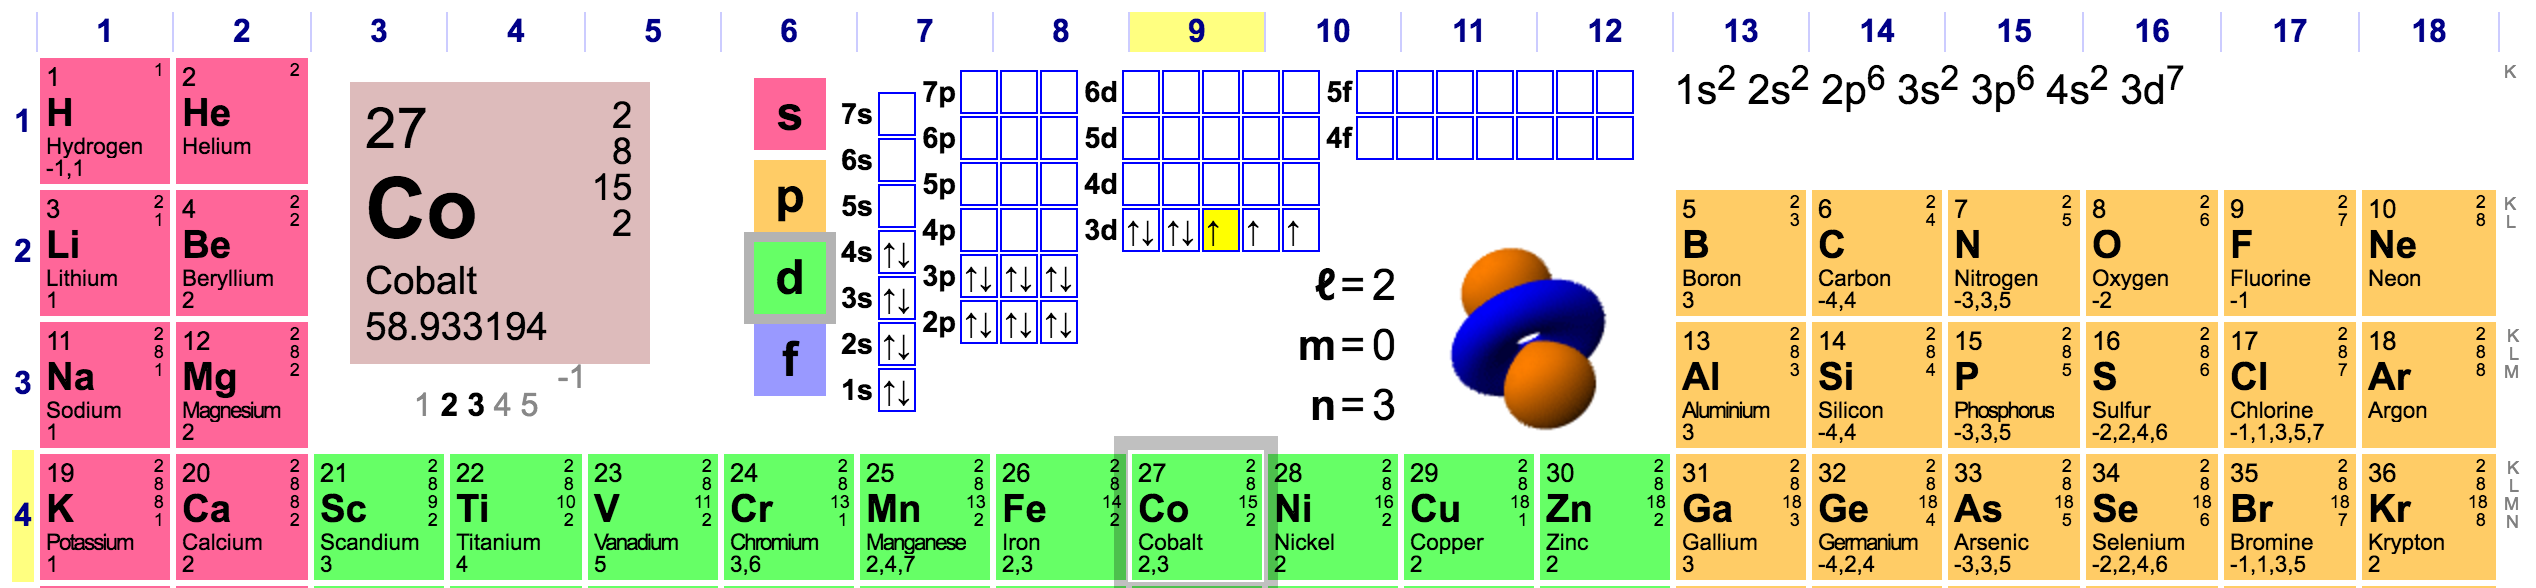 1 2 3 4 5 6 7 8 9 10 11 12 13 14 15 16 17 18
1
1 1
H
Hydrogen
-1,1
2 2
He
Helium
27
Co
Cobalt
58.933194
2
8
15
2
-1
1 2 3 4 5
s
p
d
f
7s
6s
5s
4s ↑↓
3s ↑↓
2s ↑↓
1s ↑↓
7p
6p
5p
4p
3p ↑↓ ↑↓ ↑↓
2p ↑↓ ↑↓ ↑↓
6d
5d
4d
3d ↑↓ ↑↓ ↑ ↑ ↑
5f
4f
ℓ = 2
m = 0
n = 3
1s² 2s² 2p⁶ 3s² 3p⁶ 4s² 3d⁷
K
2
3 2
1
Li
Lithium
1
4 2
2
Be
Beryllium
2
5 2
3
B
Boron
3
6 2
4
C
Carbon
-4,4
7 2
5
N
Nitrogen
-3,3,5
8 2
6
O
Oxygen
-2
9 2
7
F
Fluorine
-1
10 2
8
Ne
Neon
K
L
3
11 2
8
1
Na
Sodium
1
12 2
8
2
Mg
Magnesium
2
13 2
8
3
Al
Aluminium
3
14 2
8
4
Si
Silicon
-4,4
15 2
8
5
P
Phosphorus
-3,3,5
16 2
8
6
S
Sulfur
-2,2,4,6
17 2
8
7
Cl
Chlorine
-1,1,3,5,7
18 2
8
8
Ar
Argon
K
L
M
4
19 2
8
8
1
K
Potassium
1
20 2
8
8
2
Ca
Calcium
2
21 2
8
9
2
Sc
Scandium
3
22 2
8
10
2
Ti
Titanium
4
23 2
8
11
2
V
Vanadium
5
24 2
8
13
1
Cr
Chromium
3,6
25 2
8
13
2
Mn
Manganese
2,4,7
26 2
8
14
2
Fe
Iron
2,3
27 2
8
15
2
Co
Cobalt
2,3
28 2
8
16
2
Ni
Nickel
2
29 2
8
18
1
Cu
Copper
2
30 2
8
18
2
Zn
Zinc
2
31 2
8
18
3
Ga
Gallium
3
32 2
8
18
4
Ge
Germanium
-4,2,4
33 2
8
18
5
As
Arsenic
-3,3,5
34 2
8
18
6
Se
Selenium
-2,2,4,6
35 2
8
18
7
Br
Bromine
-1,1,3,5
36 2
8
18
8
Kr
Krypton
2
K
L
M
N